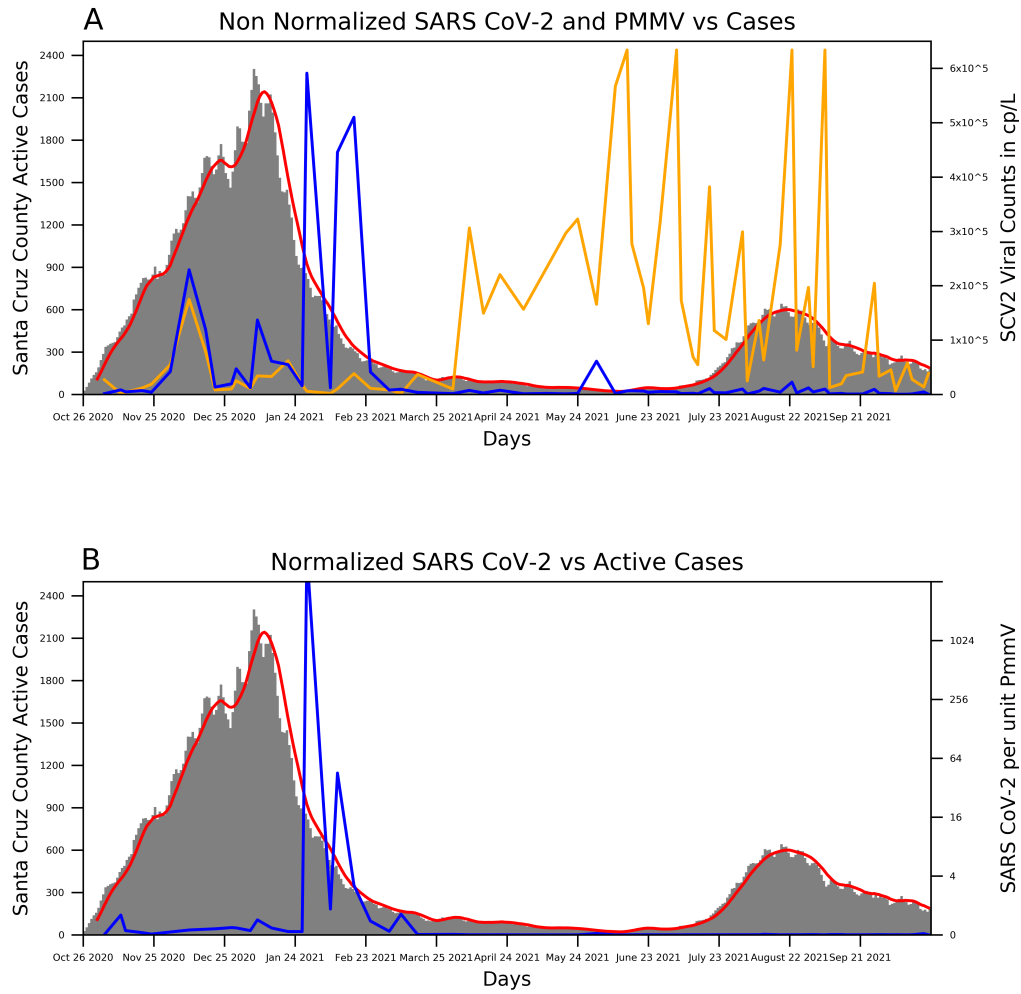 A
Non Normalized SARS CoV-2 and PMMV vs Cases
Santa Cruz County Active Cases
2400
2100
1800
1500
1200
900
600
300
0
6x10^5
5x10^5
4x10^5
3x10^5
2x10^5
1x10^5
0
SCV2 Viral Counts in cp/L
Oct 26 2020 Nov 25 2020 Dec 25 2020 Jan 24 2021 Feb 23 2021 March 25 2021 April 24 2021 May 24 2021 June 23 2021 July 23 2021 August 22 2021 Sep 21 2021
Days
B
Normalized SARS CoV-2 vs Active Cases
Santa Cruz County Active Cases
2400
2100
1800
1500
1200
900
600
300
0
1024
256
64
16
4
0
SARS CoV-2 per unit PmmV
Oct 26 2020 Nov 25 2020 Dec 25 2020 Jan 24 2021 Feb 23 2021 March 25 2021 April 24 2021 May 24 2021 June 23 2021 July 23 2021 August 22 2021 Sep 21 2021
Days